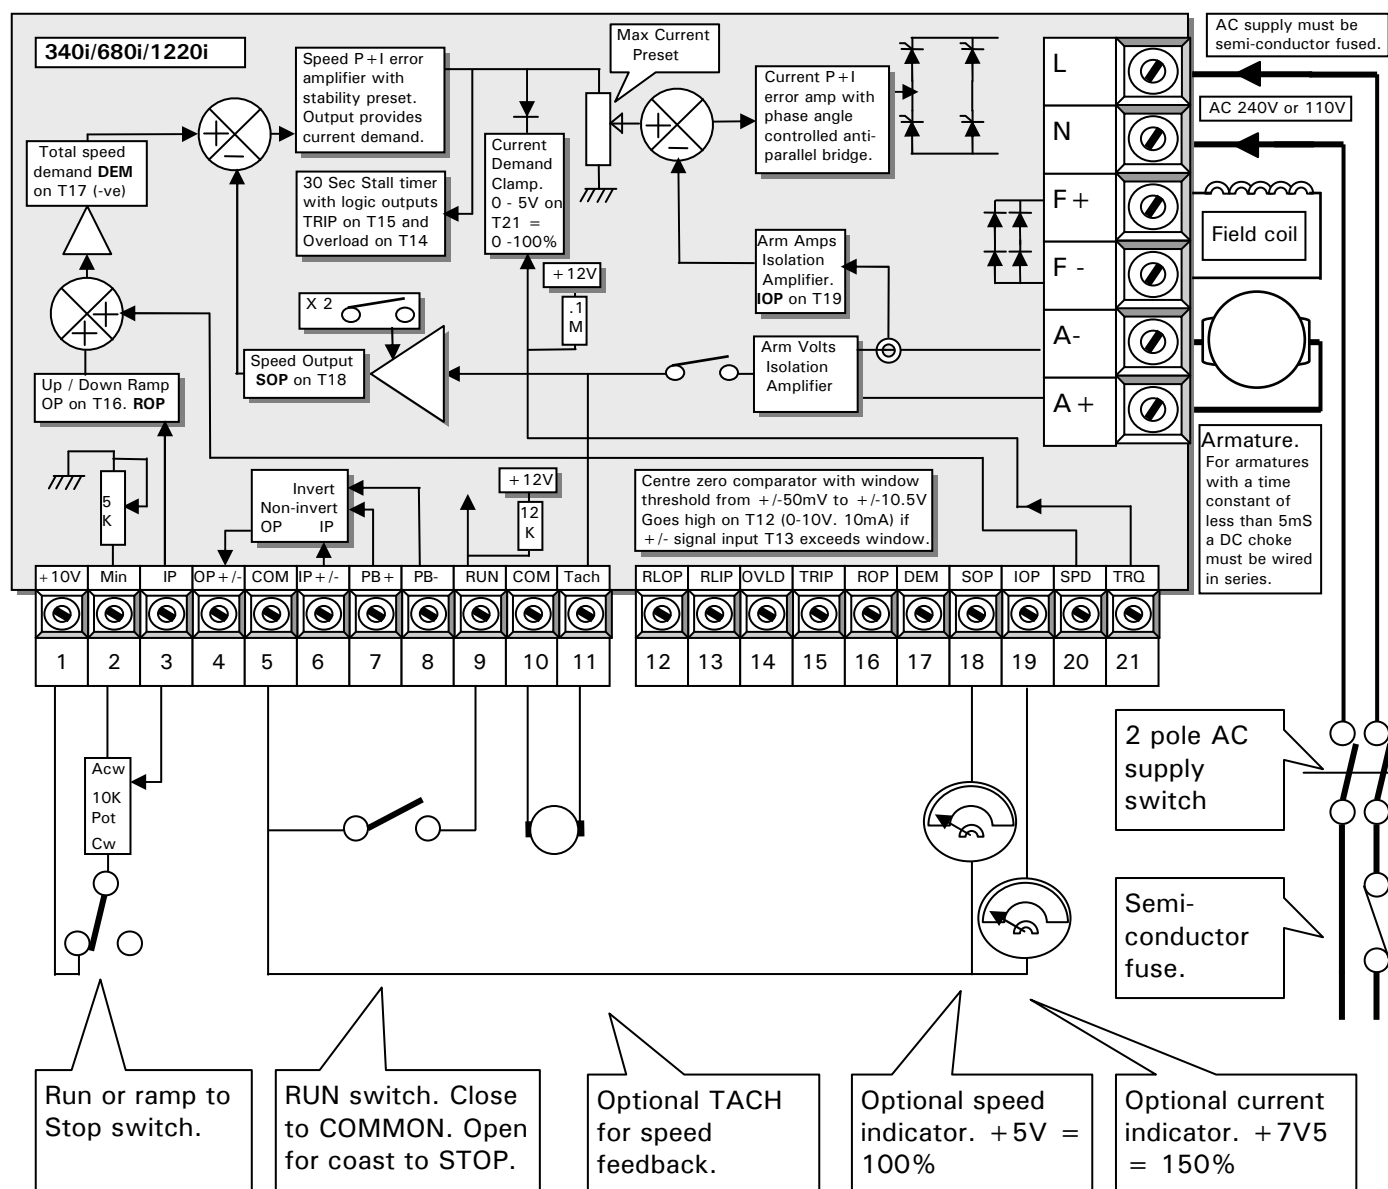 340i/680i/1220i
Speed P+I error
amplifier with
stability preset.
Output provides
current demand.
Max Current
Preset
Current P+I
error amp with
phase angle
controlled anti-
parallel bridge.
AC supply must be
semi-conductor fused.
AC 240V or 110V
L
N
F+
F -
A-
A+
Field coil
Total speed
demand DEM
on T17 (-ve)
30 Sec Stall timer
with logic outputs
TRIP on T15 and
Overload on T14
Current
Demand
Clamp.
0 - 5V on
T21 =
0 -100%
+12V
.1
M
Arm Amps
Isolation
Amplifier.
IOP on T19
X 2
Speed Output
SOP on T18
Arm Volts
Isolation
Amplifier
Up / Down Ramp
OP on T16. ROP
5
K
Invert
Non-invert
OP IP
+12V
12
K
Centre zero comparator with window
threshold from +/-50mV to +/-10.5V
Goes high on T12 (0-10V. 10mA) if
+/- signal input T13 exceeds window.
Armature.
For armatures
with a time
constant of
less than 5mS
a DC choke
must be wired
in series.
+10V Min IP OP+/- COM IP+/- PB+ PB- RUN COM Tach
RLOP RLIP OVLD TRIP ROP DEM SOP IOP SPD TRQ
1 2 3 4 5 6 7 8 9 10 11
12 13 14 15 16 17 18 19 20 21
Acw
10K
Pot
Cw
2 pole AC
supply
switch
Semi-
conductor
fuse.
Run or ramp to
Stop switch.
RUN switch. Close
to COMMON. Open
for coast to STOP.
Optional TACH
for speed
feedback.
Optional speed
indicator. +5V =
100%
Optional current
indicator. +7V5
= 150%